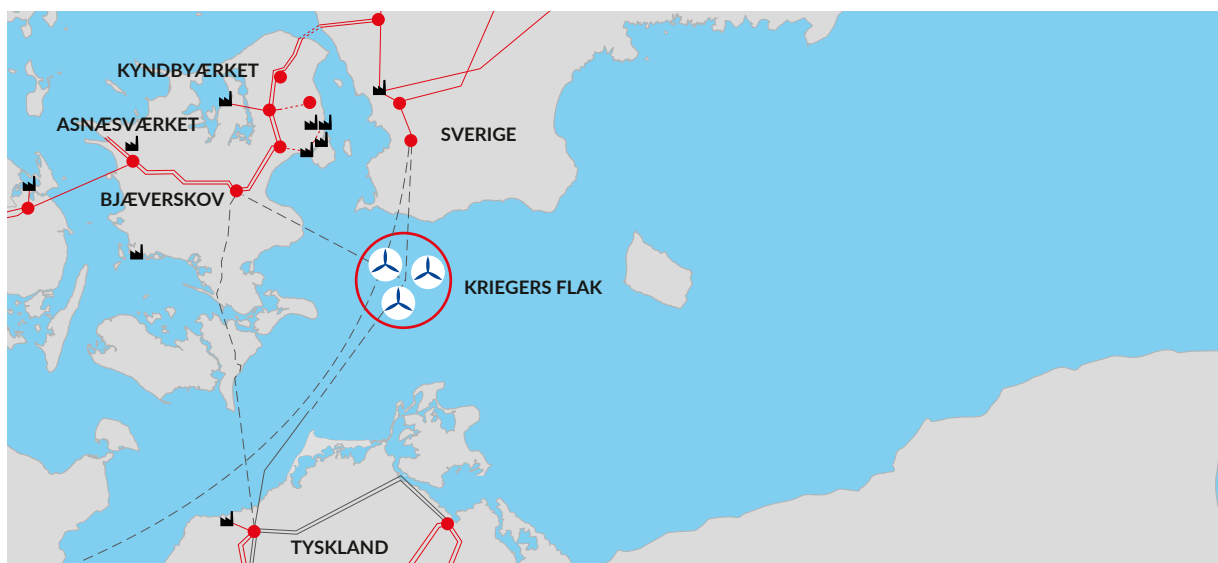 KYNDBYÆRKET
ASNÆSVÆRKET
SVERIGE
BJÆVERSKOV
KRIEGERS FLAK
TYSKLAND